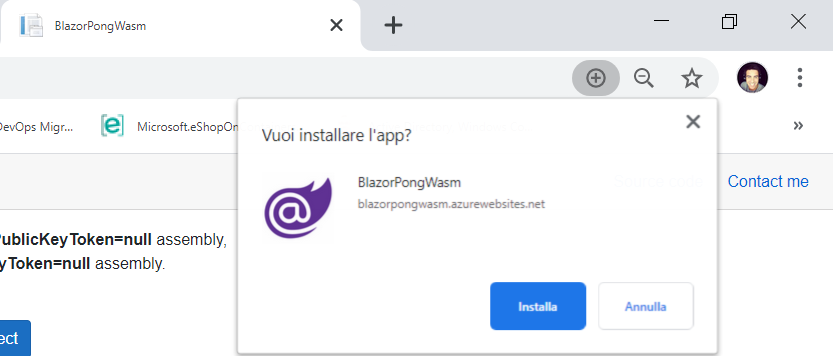 BlazorPongWasm
DevOps Migr...
Microsoft.eShopOn
»
Vuoi installare l'app?
BlazorPongWasm
blazorpongwasm.azurewebsites.net
Contact me
PublicKeyToken=null assembly,
yToken=null assembly.
Installa
Annulla
ect